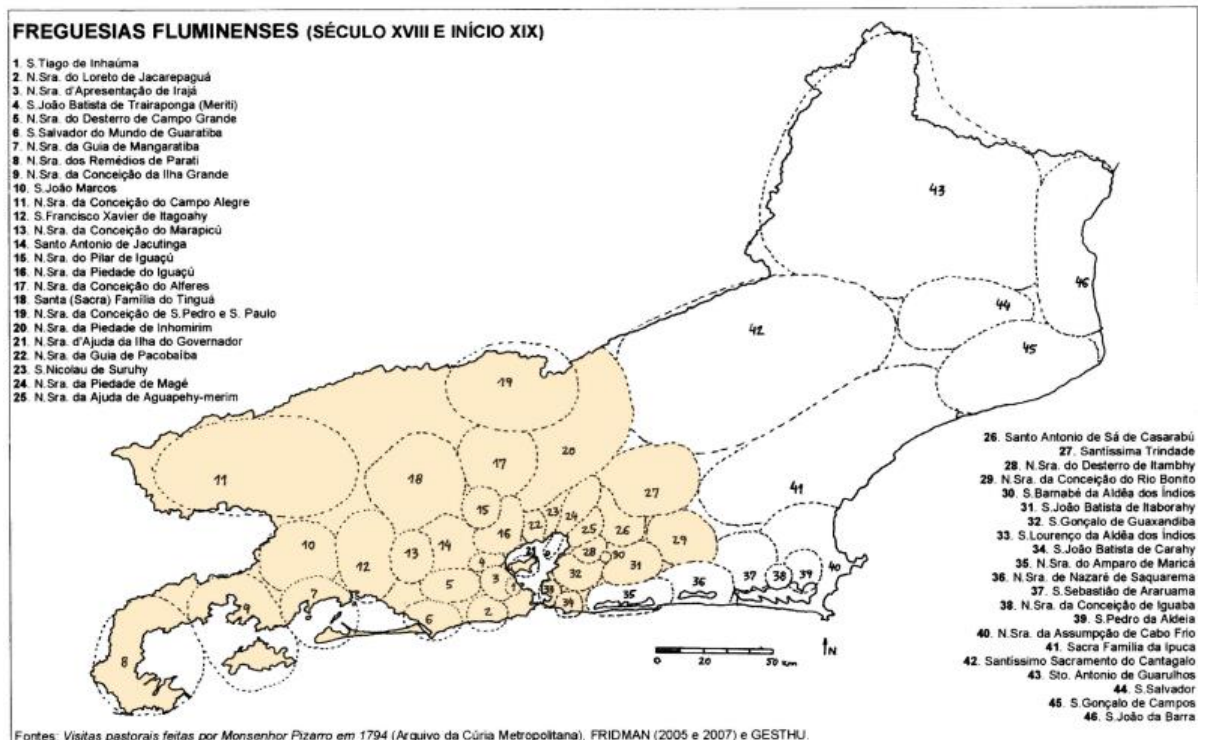 FREGUESIAS FLUMINENSES (SÉCULO XVIII E INÍCIO XIX)
1. S.Tiago de Inhaúma
2. N.Sra. do Loreto de Jacarepaguá
3. N.Sra. d'Apresentação de Irajá
4. S.João Batista de Trairaponga (Meriti)
5. N.Sra. do Desterro de Campo Grande
6. S.Salvador do Mundo de Guaratiba
7. N.Sra. da Guia de Mangaratiba
8. N.Sra. dos Remédios de Parati
9. N.Sra. da Conceição da Ilha Grande
10. S.João Marcos
11. N.Sra. da Conceição do Campo Alegre
12. S.Francisco Xavier de Itagoahy
13. N.Sra. da Conceição do Marapicú
14. Santo Antonio de Jacutinga
15. N.Sra. do Pilar de Iguaçú
16. N.Sra. da Piedade do Iguaçú
17. N.Sra. da Conceição do Alferes
18. Santa (Sacra) Família do Tinguá
19. N.Sra. da Conceição de S.Pedro e S. Paulo
20. N.Sra. da Piedade de Inhomirim
21. N.Sra. d'Ajuda da Ilha do Governador
22. N.Sra. da Guia de Pacobaíba
23. S.Nicolau de Suruhy
24. N.Sra. da Piedade de Magé
25. N.Sra. da Ajuda de Aguapehy-merim
43
46
44
42
45
19
20
17
11
18
27
41
15
23
24
22
16
25
26
29
10
12
13
14
21
28
30
4
31
32
5
3
33
9
7
6
2
34
35
36
37
38
39
40
8
0 20 50 km
N
26. Santo Antonio de Sá de Casarabú
27. Santíssima Trindade
28. N.Sra. do Desterro de Itambhy
29. N.Sra. da Conceição do Rio Bonito
30. S.Barnabé da Aldêa dos Índios
31. S.João Batista de Itaborahy
32. S.Gonçalo de Guaxandiba
33. S.Lourenço da Aldêa dos Índios
34. S.João Batista de Carahy
35. N.Sra. do Amparo de Maricá
36. N.Sra. de Nazaré de Saquarema
37. S.Sebastião de Araruama
38. N.Sra. da Conceição de Iguaba
39. S.Pedro da Aldeia
40. N.Sra. da Assumpção de Cabo Frio
41. Sacra Familia da Ipuca
42. Santissimo Sacramento do Cantagalo
43. Sto. Antonio de Guarulhos
44. S.Salvador
45. S.Gonçalo de Campos
46. S.João da Barra
Fontes: Visitas pastorais feitas por Monsenhor Pizarro em 1794 (Arquivo da Cúria Metropolitana), FRIDMAN (2005 e 2007) e GESTHU.